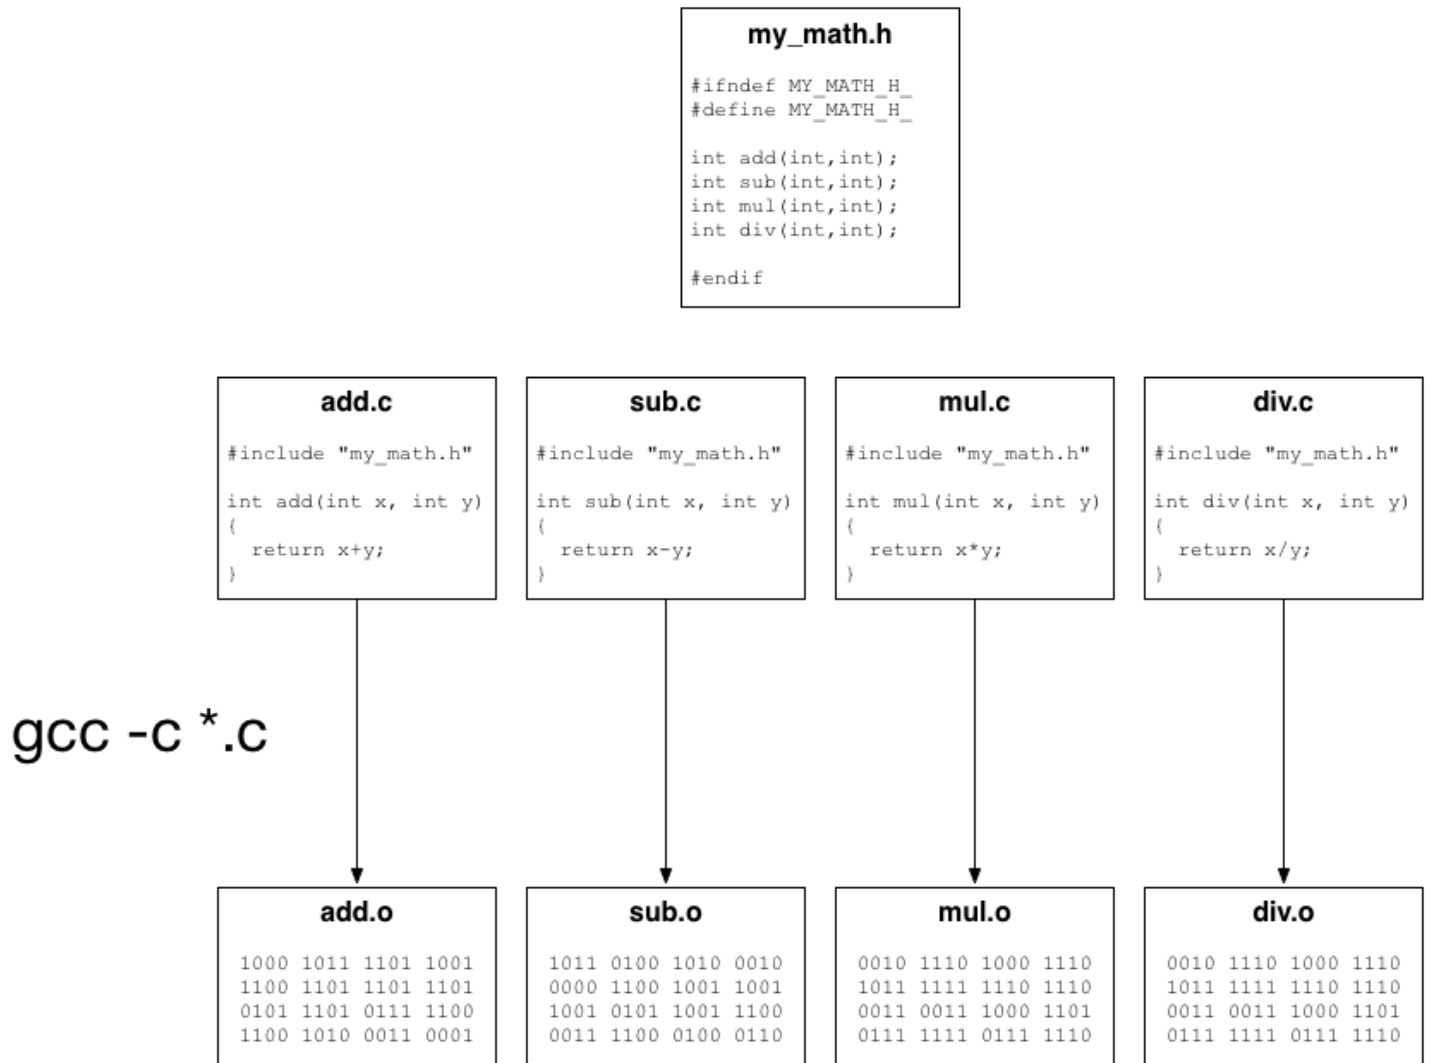 my_math.h
#ifndef MY_MATH_H_
#define MY_MATH_H_
int add(int,int);
int sub(int,int);
int mul(int,int);
int div(int,int);
#endif
add.c
#include "my_math.h"
int add(int x, int y)
{
return x+y;
}
sub.c
#include "my_math.h"
int sub(int x, int y)
{
return x-y;
}
mul.c
#include "my_math.h"
int mul(int x, int y)
{
return x*y;
}
div.c
#include "my_math.h"
int div(int x, int y)
{
return x/y;
}
gcc -c *.c
add.o
1000 1011 1101 1001
1100 1101 1101 1101
0101 1101 0111 1100
1100 1010 0011 0001
sub.o
1011 0100 1010 0010
0000 1100 1001 1001
1001 0101 1001 1100
0011 1100 0100 0110
mul.o
0010 1110 1000 1110
1011 1111 1110 1110
0011 0011 1000 1101
0111 1111 0111 1110
div.o
0010 1110 1000 1110
1011 1111 1110 1110
0011 0011 1000 1101
0111 1111 0111 1110